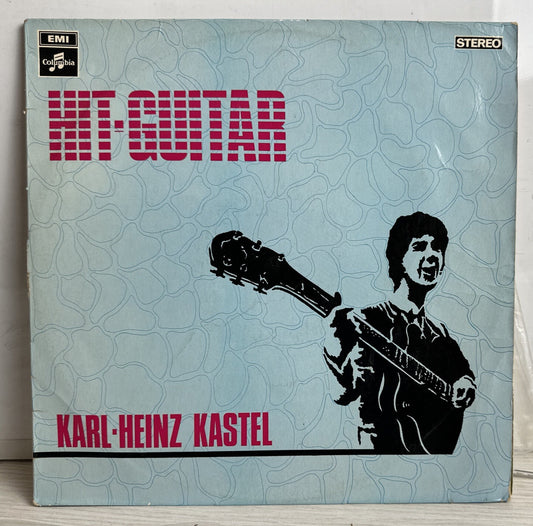 EMI
Columbia
STEREO
HIT-GUITAR
KARL-HEINZ KASTEL